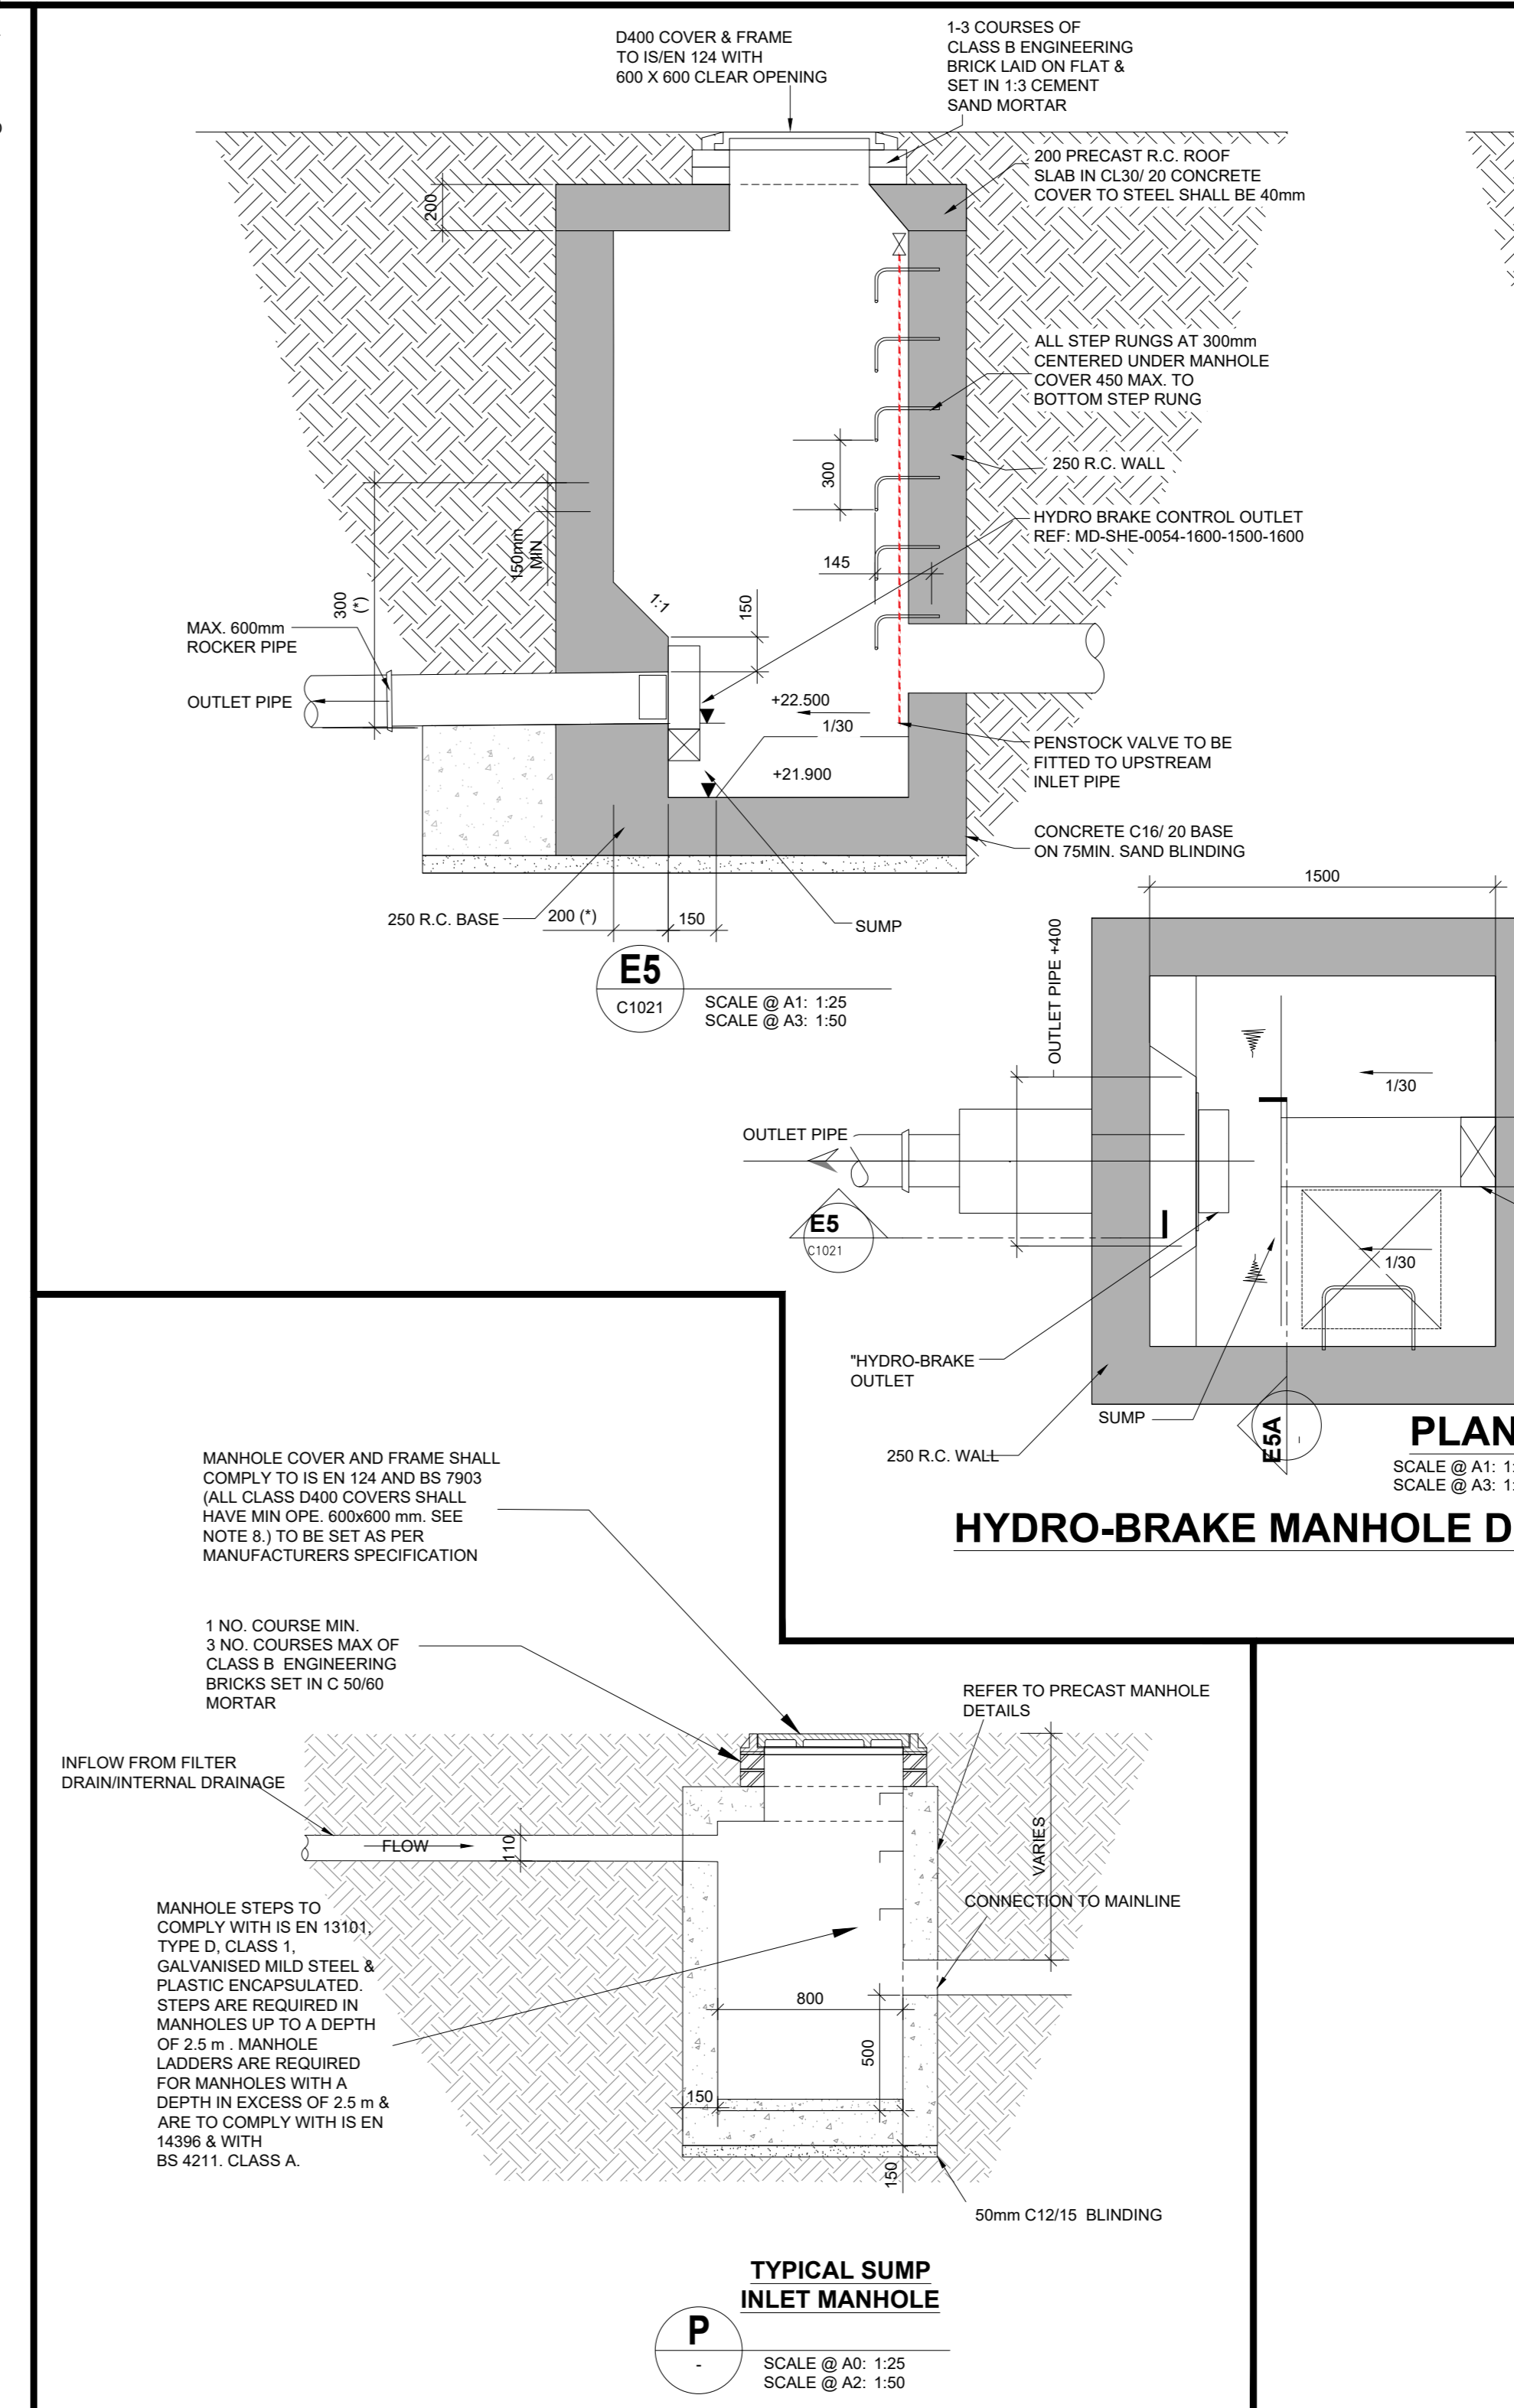 D400 COVER & FRAME
TO IS/EN 124 WITH
600 X 600 CLEAR OPENING
1-3 COURSES OF
CLASS B ENGINEERING
BRICK LAID ON FLAT &
SET IN 1:3 CEMENT
SAND MORTAR
200 PRECAST R.C. ROOF
SLAB IN CL30/ 20 CONCRETE
COVER TO STEEL SHALL BE 40mm
200
ALL STEP RUNGS AT 300mm
CENTERED UNDER MANHOLE
COVER 450 MAX. TO
BOTTOM STEP RUNG
250 R.C. WALL
300
HYDRO BRAKE CONTROL OUTLET
REF: MD-SHE-0054-1600-1500-1600
150mm
MIN
145
300
(*)
1:1
150
MAX. 600mm
ROCKER PIPE
OUTLET PIPE
+22.500
1/30
+21.900
PENSTOCK VALVE TO BE
FITTED TO UPSTREAM
INLET PIPE
CONCRETE C16/ 20 BASE
ON 75MIN. SAND BLINDING
250 R.C. BASE
200 (*)
150
SUMP
E5
C1021
SCALE @ A1: 1:25
SCALE @ A3: 1:50
1500
OUTLET PIPE +400
1/30
OUTLET PIPE
E5
C1021
1/30
"HYDRO-BRAKE
OUTLET
SUMP
E5A
-
250 R.C. WALL
PLAN
SCALE @ A1: 1:
SCALE @ A3: 1:
HYDRO-BRAKE MANHOLE D
MANHOLE COVER AND FRAME SHALL
COMPLY TO IS EN 124 AND BS 7903
(ALL CLASS D400 COVERS SHALL
HAVE MIN OPE. 600x600 mm. SEE
NOTE 8.) TO BE SET AS PER
MANUFACTURERS SPECIFICATION
1 NO. COURSE MIN.
3 NO. COURSES MAX OF
CLASS B ENGINEERING
BRICKS SET IN C 50/60
MORTAR
REFER TO PRECAST MANHOLE
DETAILS
INFLOW FROM FILTER
DRAIN/INTERNAL DRAINAGE
FLOW
110
VARIES
CONNECTION TO MAINLINE
MANHOLE STEPS TO
COMPLY WITH IS EN 13101,
TYPE D, CLASS 1,
GALVANISED MILD STEEL &
PLASTIC ENCAPSULATED.
STEPS ARE REQUIRED IN
MANHOLES UP TO A DEPTH
OF 2.5 m . MANHOLE
LADDERS ARE REQUIRED
FOR MANHOLES WITH A
DEPTH IN EXCESS OF 2.5 m &
ARE TO COMPLY WITH IS EN
14396 & WITH
BS 4211. CLASS A.
800
500
150
150
50mm C12/15 BLINDING
TYPICAL SUMP
INLET MANHOLE
P
-
SCALE @ A0: 1:25
SCALE @ A2: 1:50